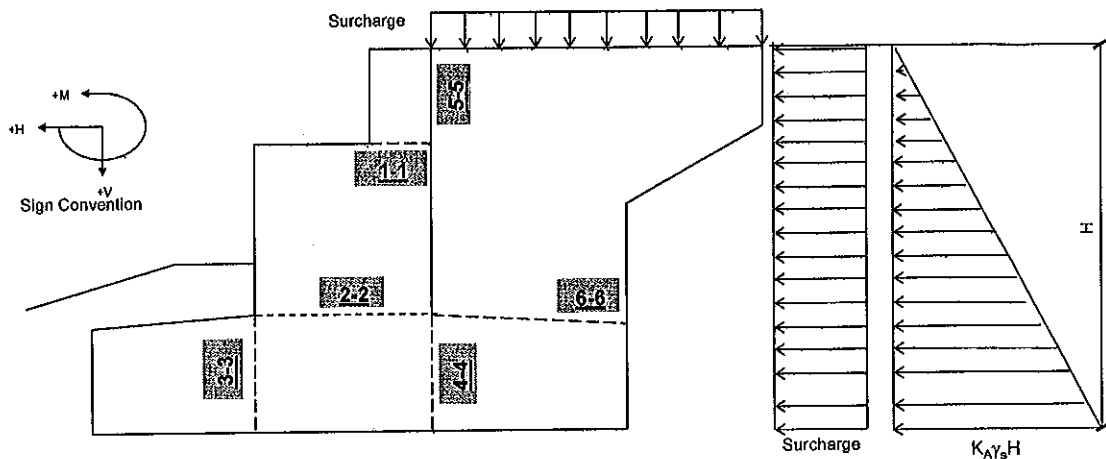 Surcharge
5-5
+M
+H
+V
Sign Convention
1-1
H
2-2
6-6
3-3
4-4
Surcharge
KAγsH